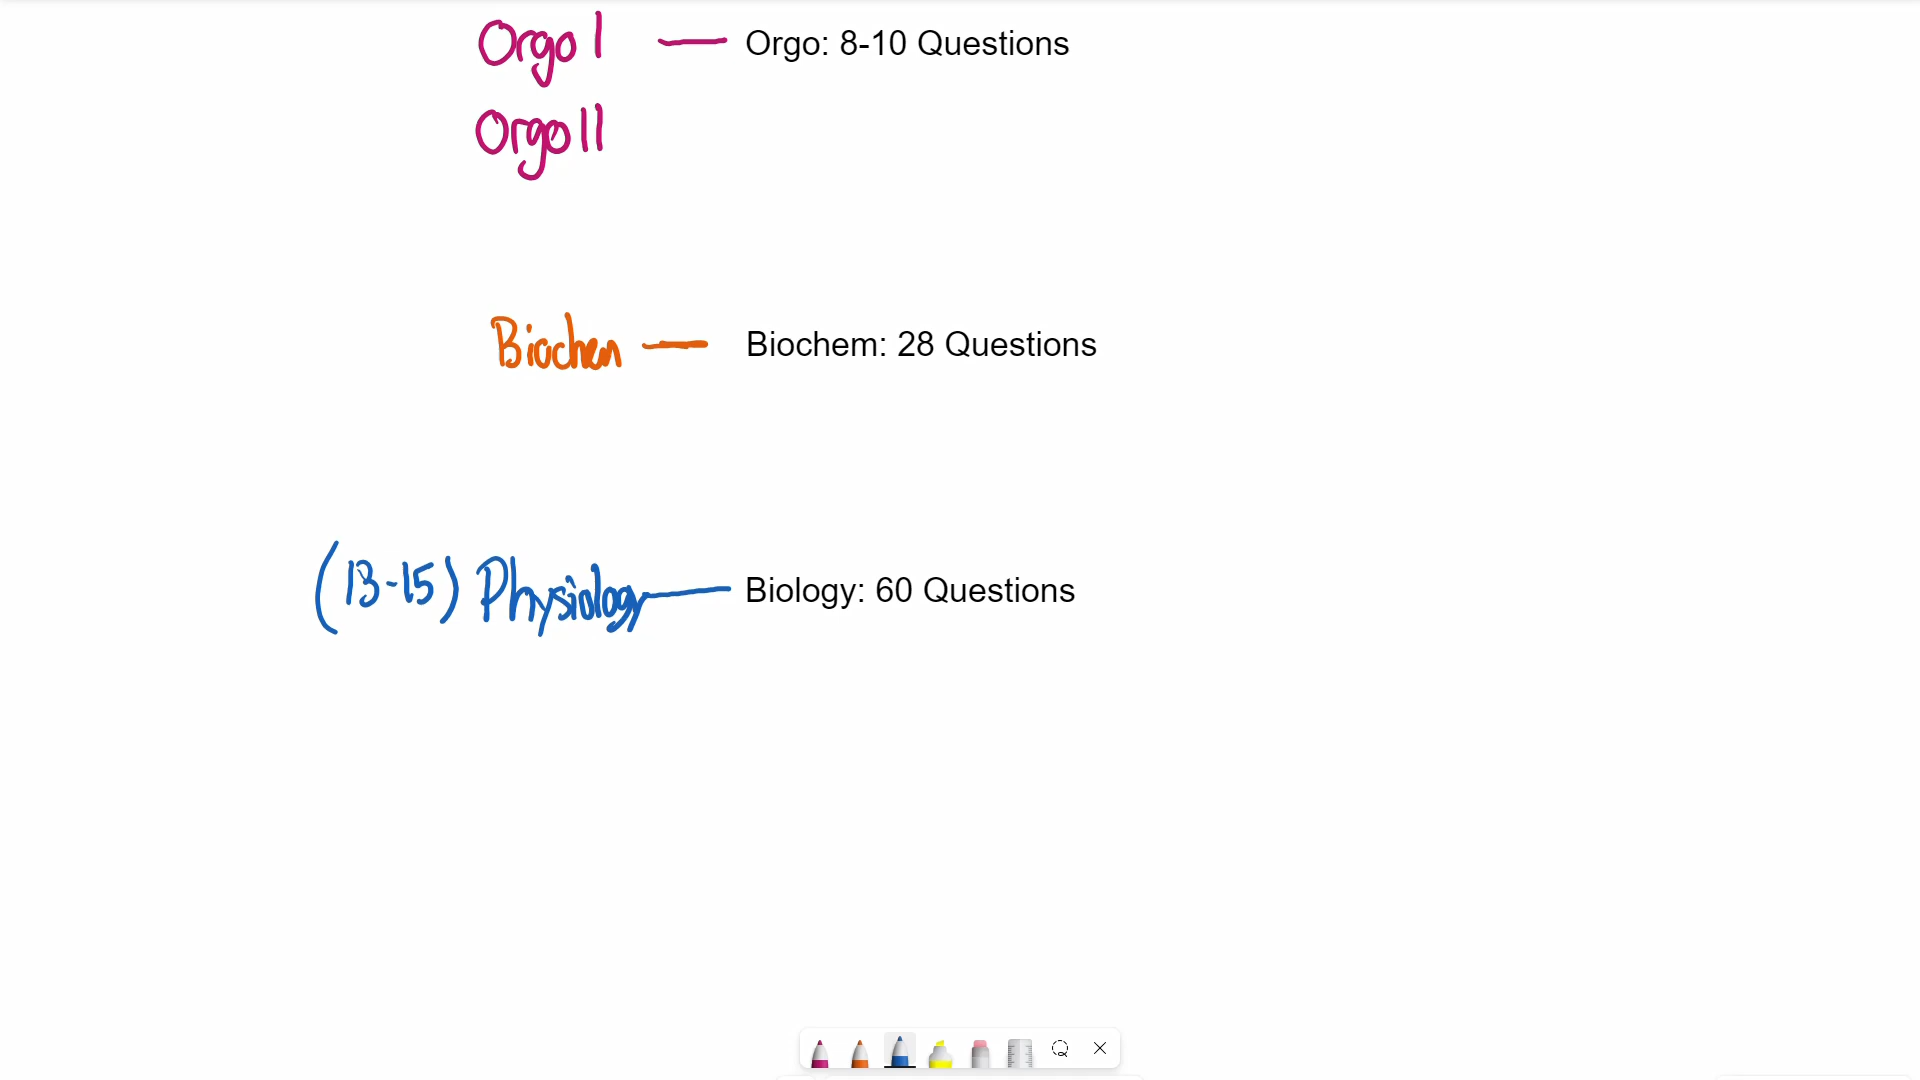 Orgo I — Orgo: 8-10 Questions
Orgo II
Biochem — Biochem: 28 Questions
(13-15) Physiology — Biology: 60 Questions